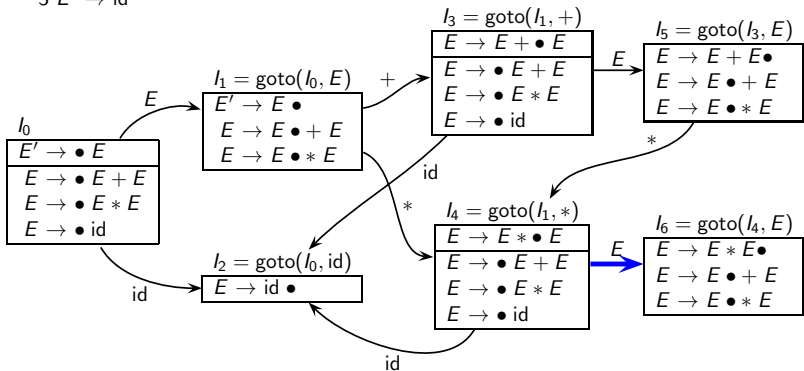 3 E → id
I0
E′ → • E
E → • E + E
E → • E ∗ E
E → • id
E
id
I1 = goto(I0, E)
E′ → E •
E → E • + E
E → E • ∗ E
+
∗
I2 = goto(I0, id)
E → id •
I3 = goto(I1, +)
E → E + • E
E → • E + E
E → • E ∗ E
E → • id
E
id
I4 = goto(I1, ∗)
E → E ∗ • E
E → • E + E
E → • E ∗ E
E → • id
E
id
I5 = goto(I3, E)
E → E + E•
E → E • + E
E → E • ∗ E
∗
I6 = goto(I4, E)
E → E ∗ E•
E → E • + E
E → E • ∗ E